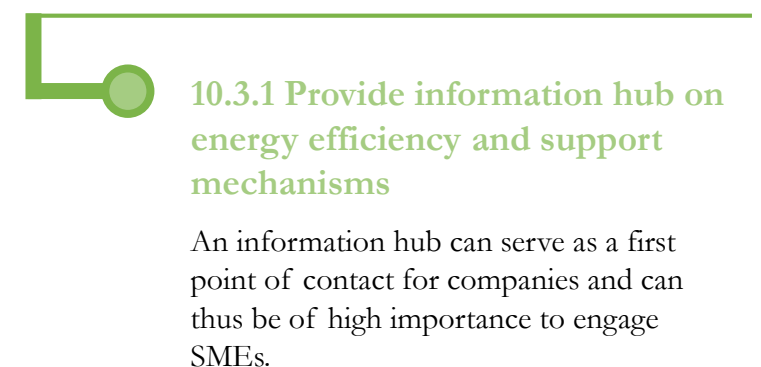 10.3.1 Provide information hub on
energy efficiency and support
mechanisms
An information hub can serve as a first
point of contact for companies and can
thus be of high importance to engage
SMEs.